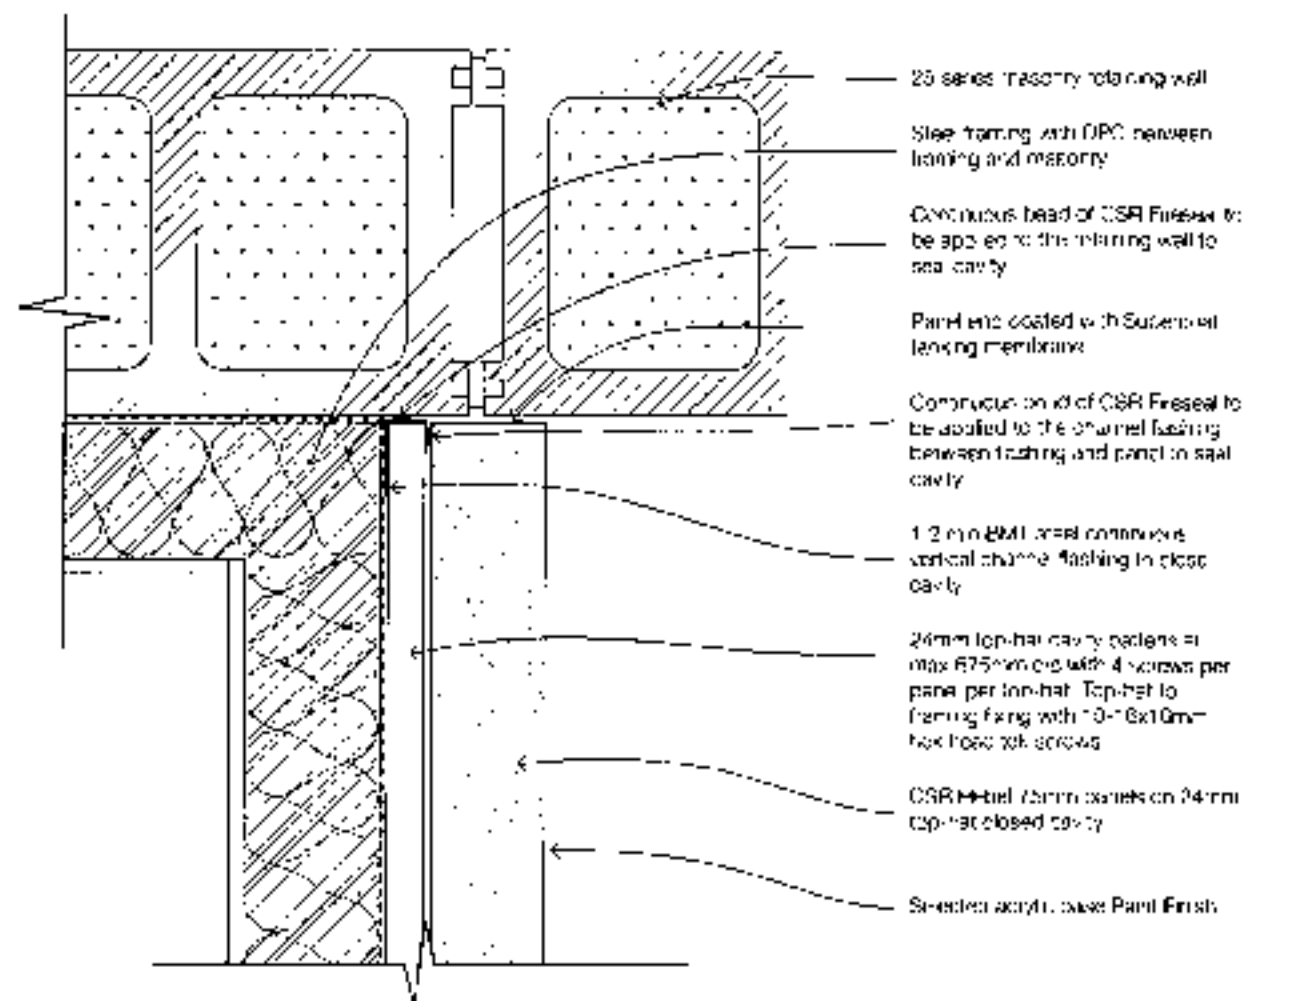 25 series masonry retaining wall
Steel framing with DPC between
framing and masonry
Continuous bead of CSR Fireseal to
be applied to the retaining wall to
seal cavity
Panel end coated with
tanking membrane
Continuous bead of CSR Fireseal to
be applied to the channel flashing
between flashing and panel to seal
cavity
1.2mm BMT steel continuous
vertical channel flashing to close
cavity
24mm top-hat cavity battens at
max 675mm crs with 4 screws per
panel per top-hat. Top-hat to
framing fixing with 10-16x16mm
hex head tek screws
CSR Hebel 75mm panels on 24mm
top-hat closed cavity
Selected acrylic base Paint Finish